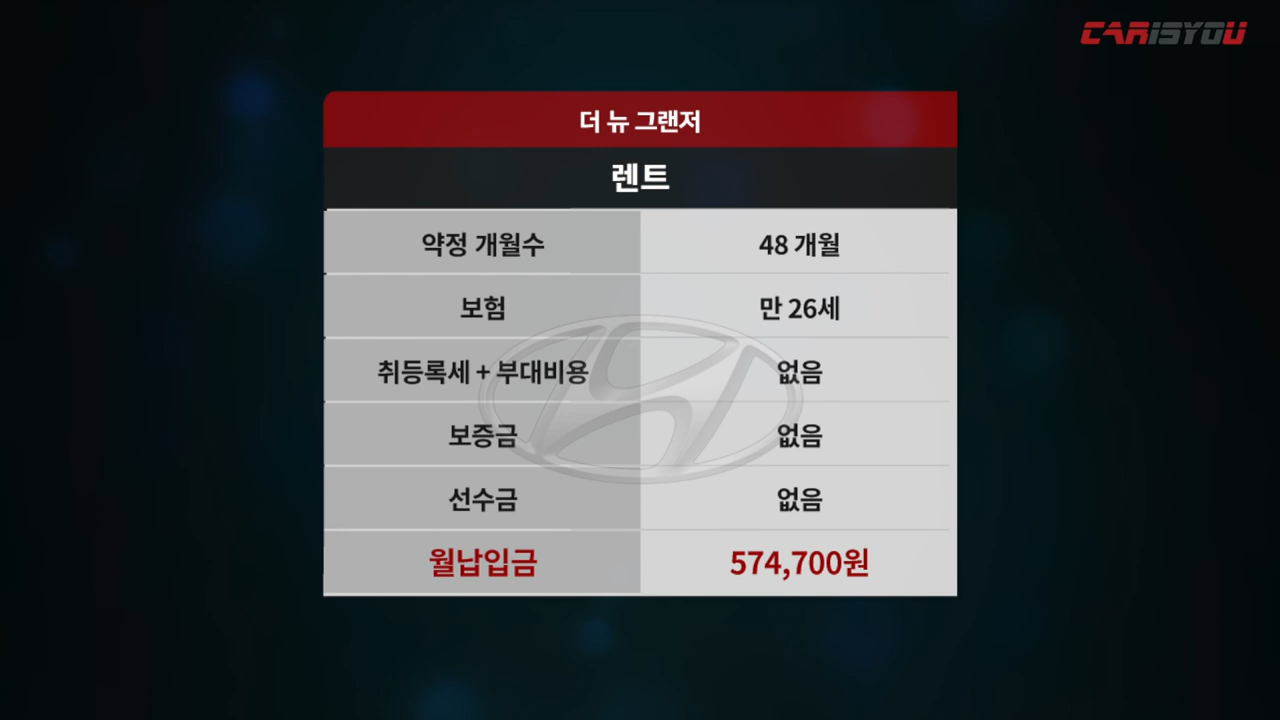 CARISYOU
더 뉴 그랜저
렌트
약정 개월수 48 개월
보험 만 26세
취등록세 + 부대비용 없음
보증금 없음
선수금 없음
월납입금 574,700원